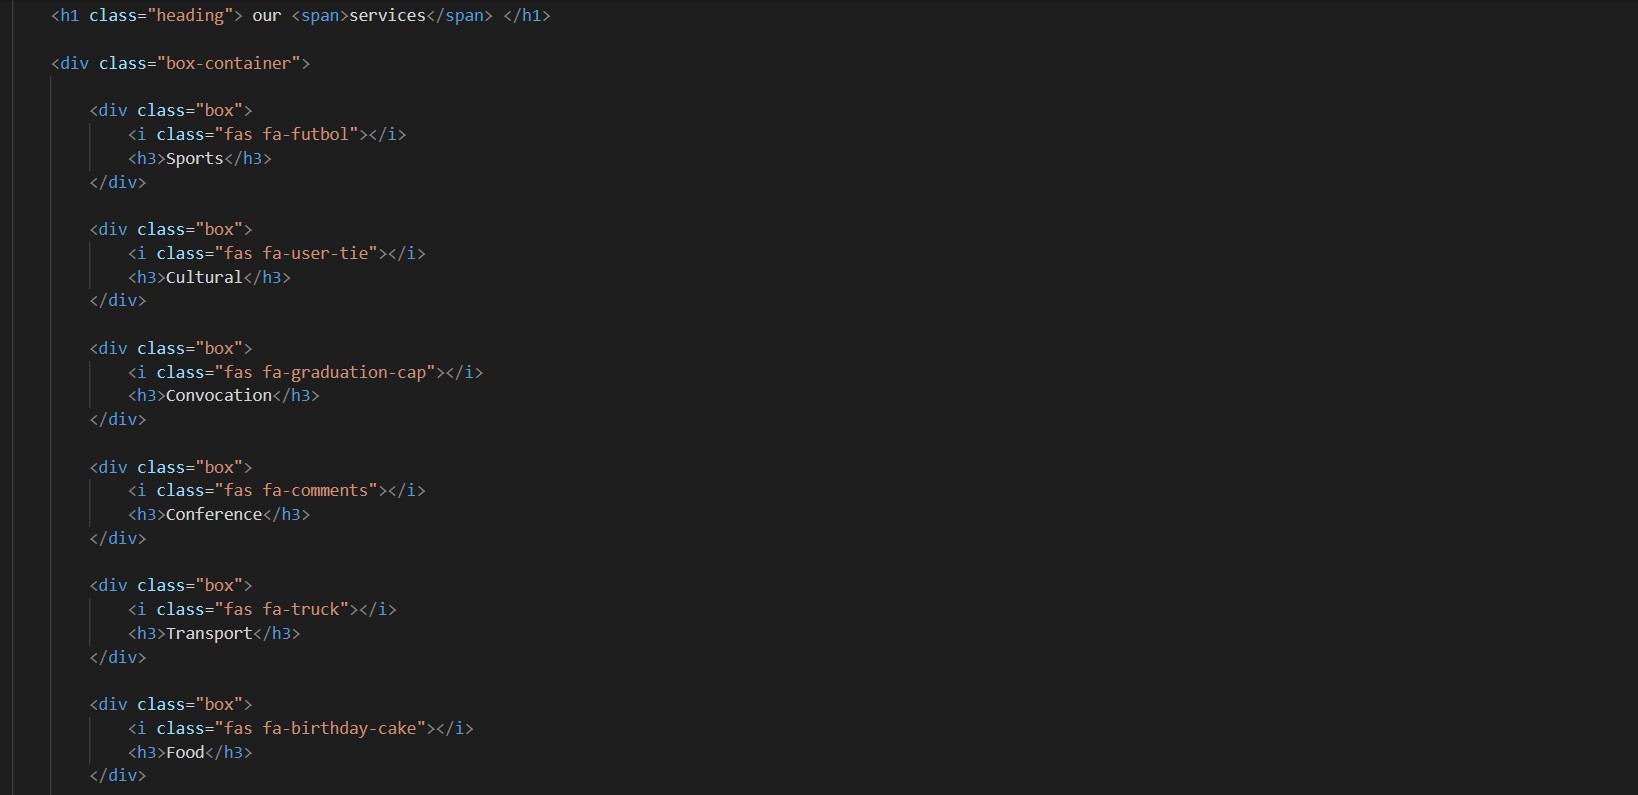 <h1 class="heading"> our <span>services</span> </h1>
<div class="box-container">
<div class="box">
<i class="fas fa-futbol"></i>
<h3>Sports</h3>
</div>
<div class="box">
<i class="fas fa-user-tie"></i>
<h3>Cultural</h3>
</div>
<div class="box">
<i class="fas fa-graduation-cap"></i>
<h3>Convocation</h3>
</div>
<div class="box">
<i class="fas fa-comments"></i>
<h3>Conference</h3>
</div>
<div class="box">
<i class="fas fa-truck"></i>
<h3>Transport</h3>
</div>
<div class="box">
<i class="fas fa-birthday-cake"></i>
<h3>Food</h3>
</div>